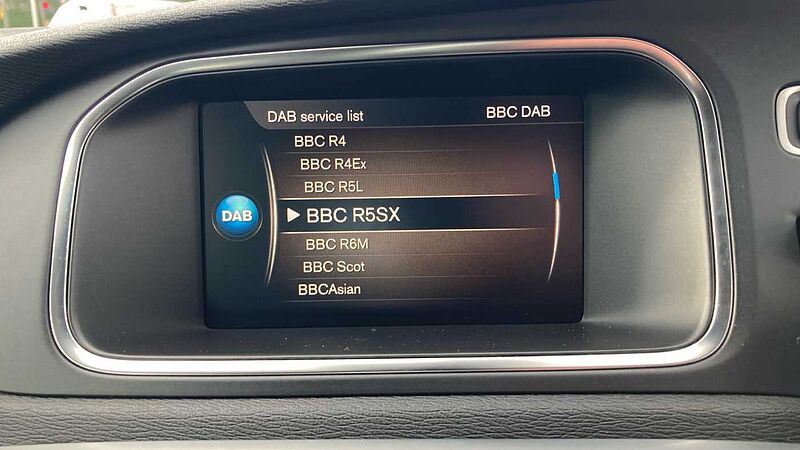 DAB service list BBC DAB
BBC R4
BBC R4Ex
BBC R5L
DAB
BBC R5SX
BBC R6M
BBC Scot
BBCAsian